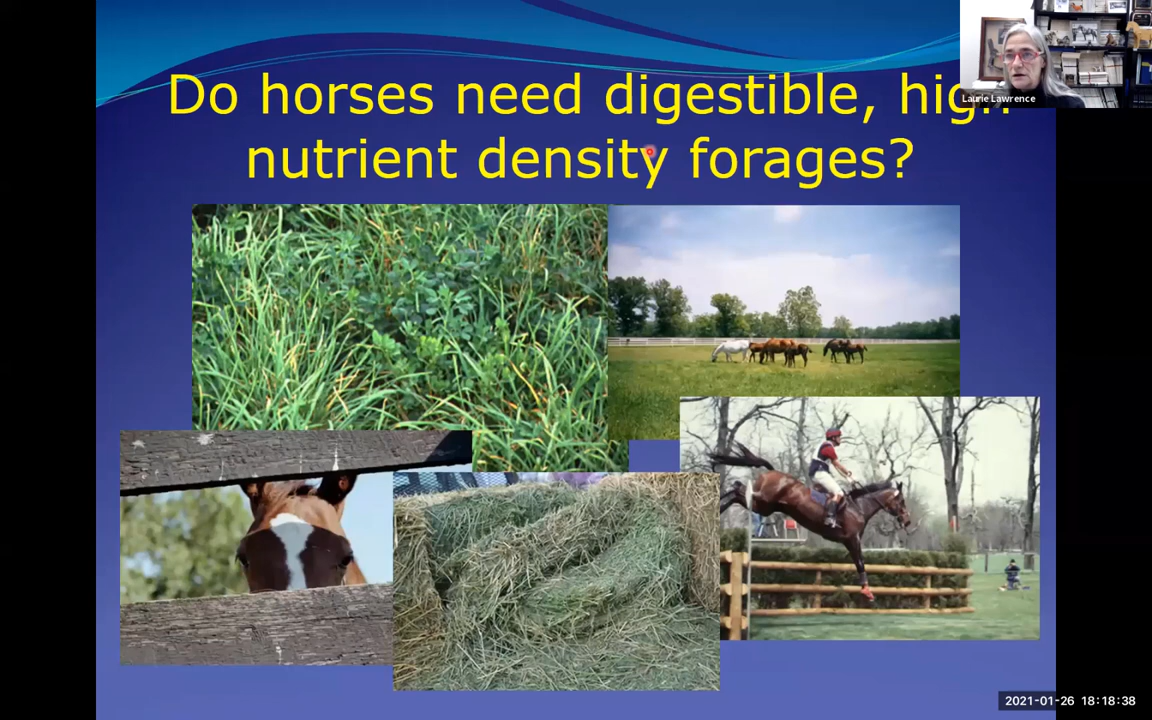 Do horses need digestible, high
nutrient density forages?
Laurie Lawrence
2021-01-26 18:18:38